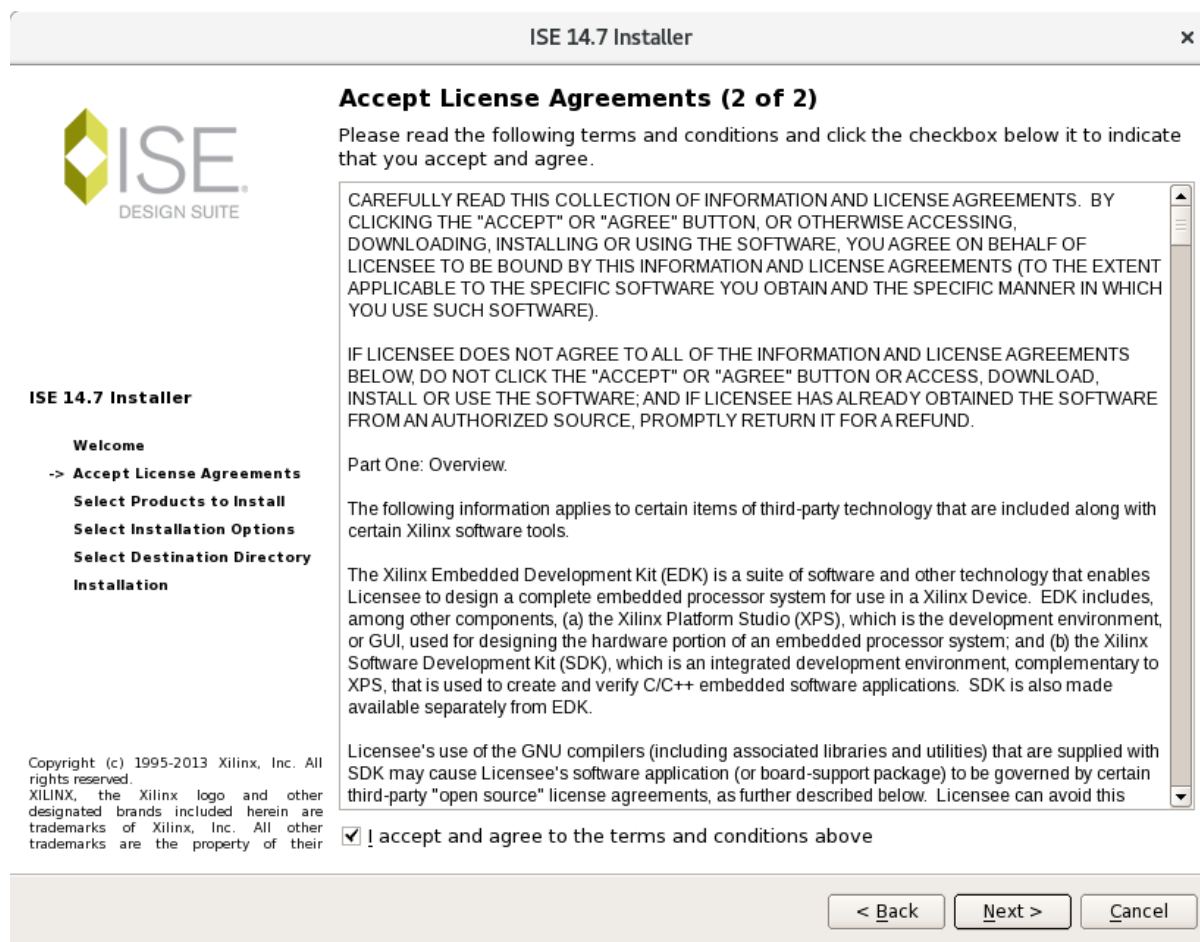 ISE 14.7 Installer
×
ISE
DESIGN SUITE
ISE 14.7 Installer
Welcome
-> Accept License Agreements
Select Products to Install
Select Installation Options
Select Destination Directory
Installation
Copyright (c) 1995-2013 Xilinx, Inc. All
rights reserved.
XILINX, the Xilinx logo and other
designated brands included herein are
trademarks of Xilinx, Inc. All other
trademarks are the property of their
Accept License Agreements (2 of 2)
Please read the following terms and conditions and click the checkbox below it to indicate
that you accept and agree.
CAREFULLY READ THIS COLLECTION OF INFORMATION AND LICENSE AGREEMENTS. BY
CLICKING THE "ACCEPT" OR "AGREE" BUTTON, OR OTHERWISE ACCESSING,
DOWNLOADING, INSTALLING OR USING THE SOFTWARE, YOU AGREE ON BEHALF OF
LICENSEE TO BE BOUND BY THIS INFORMATION AND LICENSE AGREEMENTS (TO THE EXTENT
APPLICABLE TO THE SPECIFIC SOFTWARE YOU OBTAIN AND THE SPECIFIC MANNER IN WHICH
YOU USE SUCH SOFTWARE).
IF LICENSEE DOES NOT AGREE TO ALL OF THE INFORMATION AND LICENSE AGREEMENTS
BELOW, DO NOT CLICK THE "ACCEPT" OR "AGREE" BUTTON OR ACCESS, DOWNLOAD,
INSTALL OR USE THE SOFTWARE; AND IF LICENSEE HAS ALREADY OBTAINED THE SOFTWARE
FROM AN AUTHORIZED SOURCE, PROMPTLY RETURN IT FOR A REFUND.
Part One: Overview.
The following information applies to certain items of third-party technology that are included along with
certain Xilinx software tools.
The Xilinx Embedded Development Kit (EDK) is a suite of software and other technology that enables
Licensee to design a complete embedded processor system for use in a Xilinx Device. EDK includes,
among other components, (a) the Xilinx Platform Studio (XPS), which is the development environment,
or GUI, used for designing the hardware portion of an embedded processor system; and (b) the Xilinx
Software Development Kit (SDK), which is an integrated development environment, complementary to
XPS, that is used to create and verify C/C++ embedded software applications. SDK is also made
available separately from EDK.
Licensee's use of the GNU compilers (including associated libraries and utilities) that are supplied with
SDK may cause Licensee's software application (or board-support package) to be governed by certain
third-party "open source" license agreements, as further described below. Licensee can avoid this
I accept and agree to the terms and conditions above
< Back
Next >
Cancel